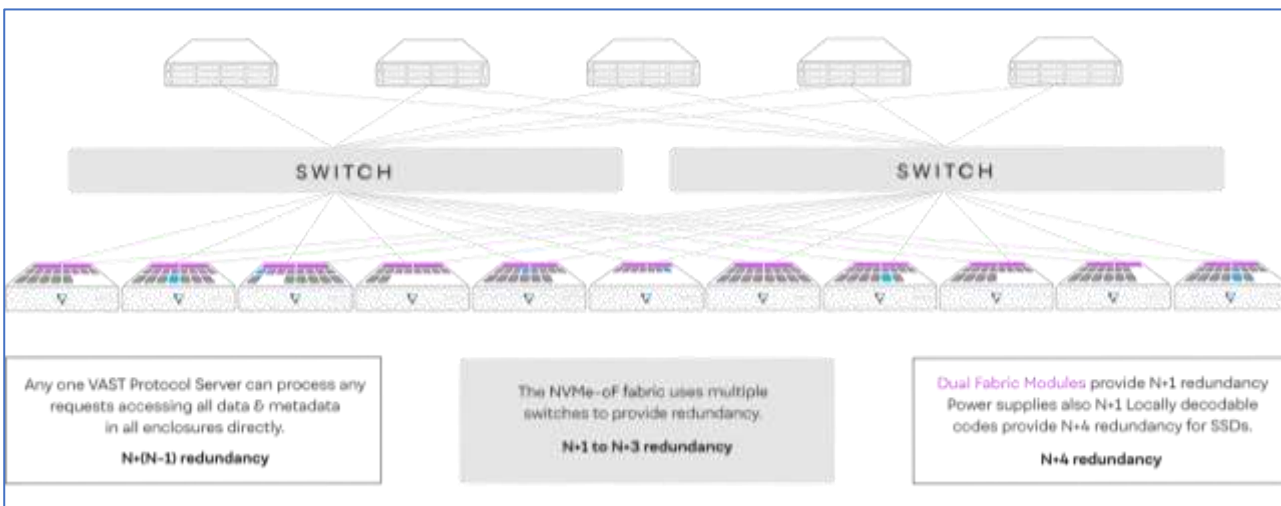 SWITCH
SWITCH
Any one VAST Protocol Server can process any
requests accessing all data & metadata
in all enclosures directly.
N+(N-1) redundancy
The NVMe-oF fabric uses multiple
switches to provide redundancy.
N+1 to N+3 redundancy
Dual Fabric Modules provide N+1 redundancy
Power supplies also N+1 Locally decodable
codes provide N+4 redundancy for SSDs.
N+4 redundancy